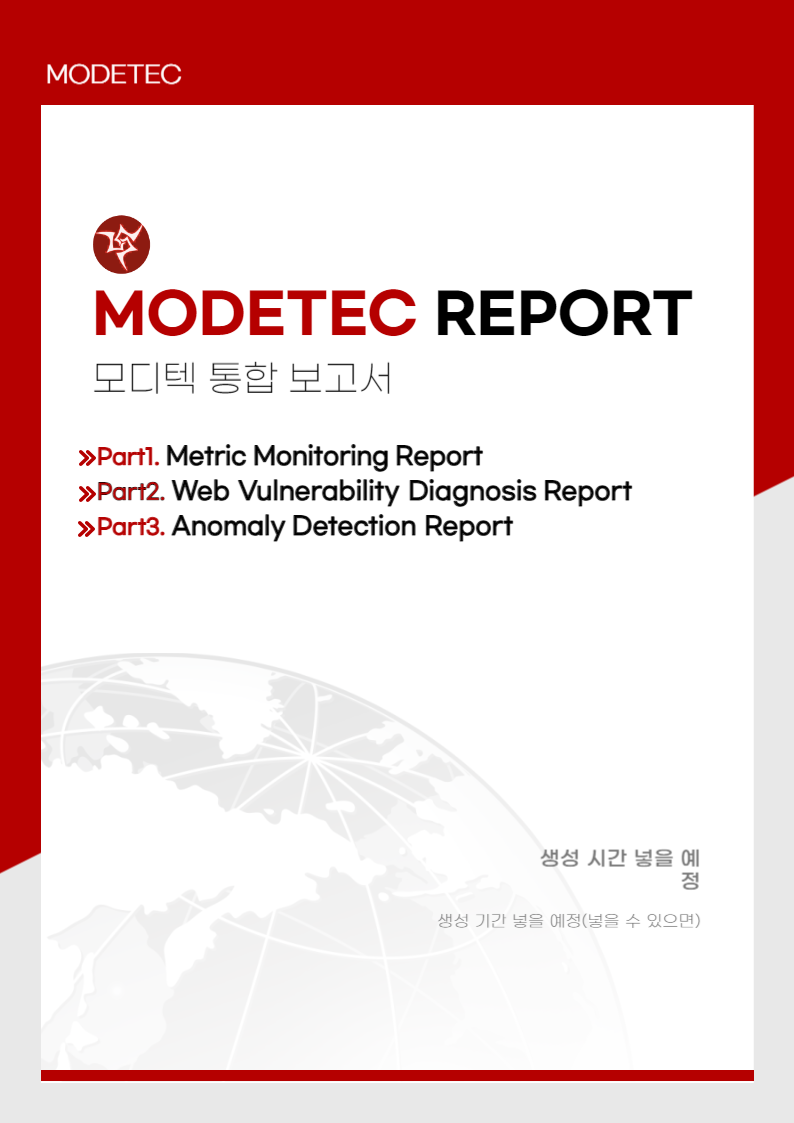 MODETEC
MODETEC REPORT
모디텍 통합 보고서
Part1. Metric Monitoring Report
Part2. Web Vulnerability Diagnosis Report
Part3. Anomaly Detection Report
생성 시간 넣을 예
정
생성 기간 넣을 예정(넣을 수 있으면)